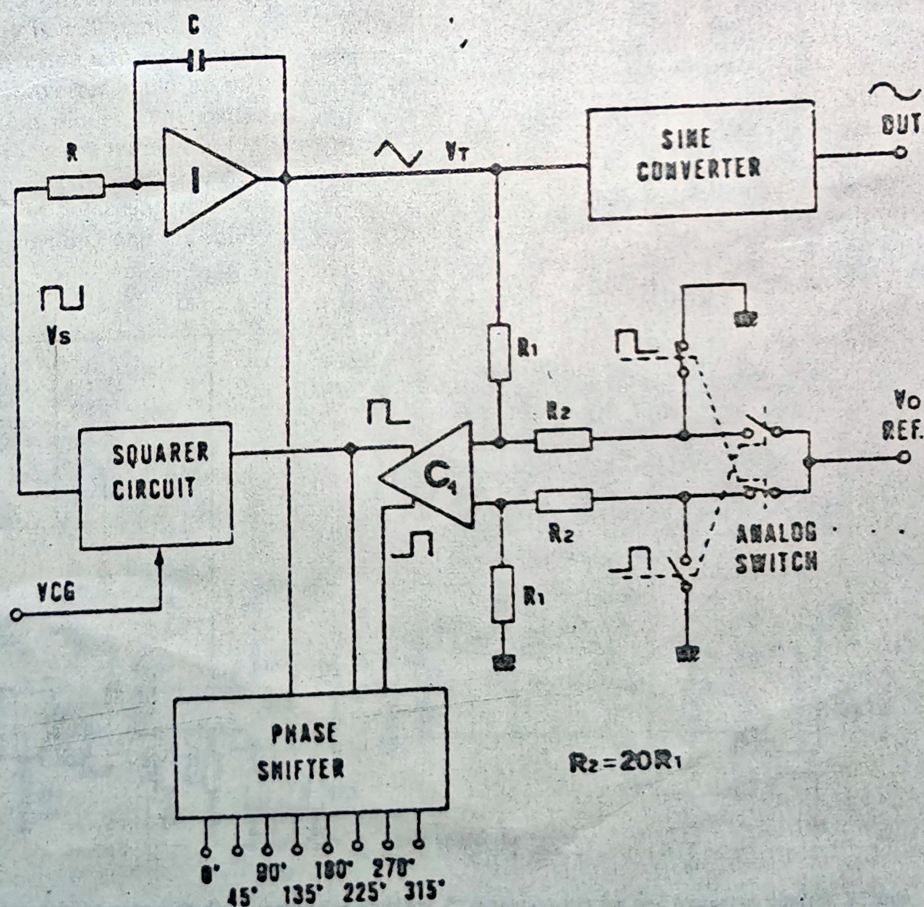 C
R
I
VT
SINE
CONVERTER
OUT
VS
R1
R2
VO
REF.
SQUARER
CIRCUIT
C4
R2
ANALOG
SWITCH
VCG
R1
PHASE
SHIFTER
R2=20R1
0° 90° 180° 270°
45° 135° 225° 315°